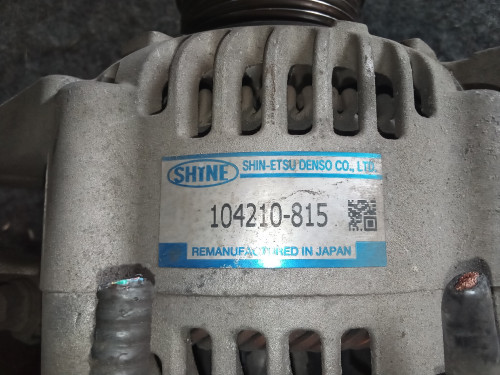 SHYNE SHIN-ETSU DENSO CO., LTD.
104210-815
REMANUFACTURED IN JAPAN